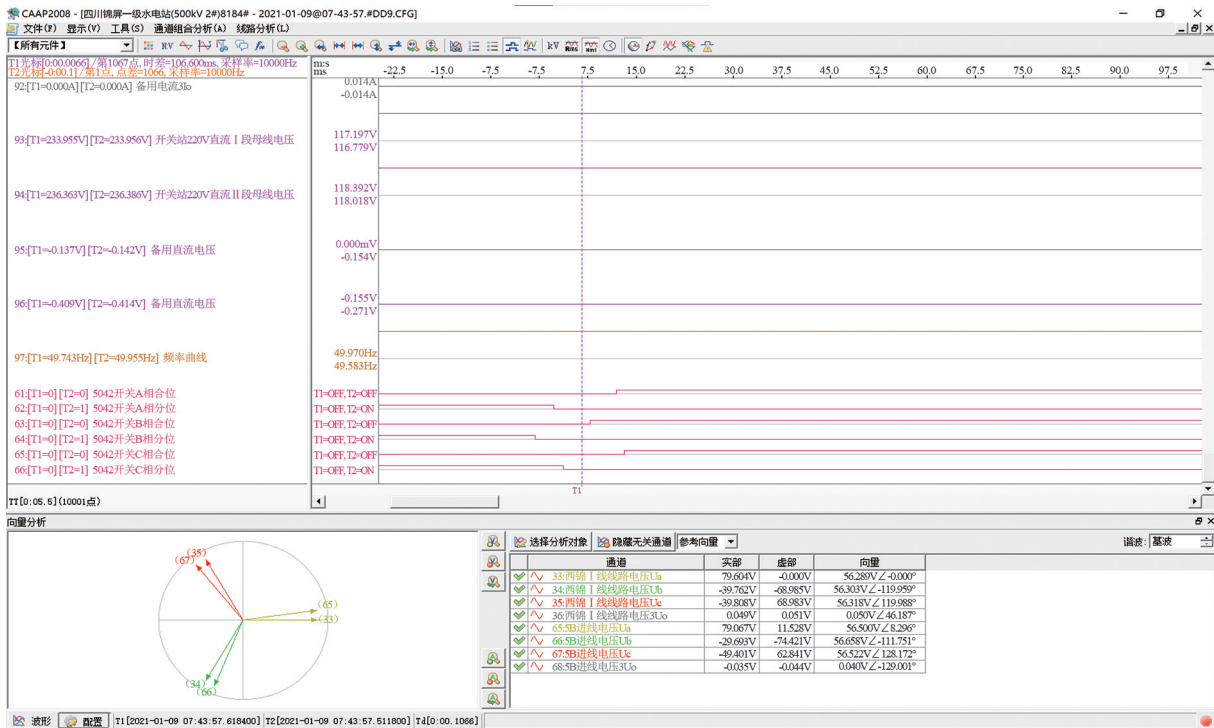 CAAP2008 - [四川锦屏一级水电站(500kV 2#)8184# - 2021-01-09@07-43-57.#DD9.CFG]
文件(F) 显示(V) 工具(S) 通道组合分析(A) 线路分析(L)
【所有元件】
T1光标[0:00.0066]/第1067点,时差=106.600ms,采样率=10000Hz
T2光标[-0:00.1]/第1点,点差=1066,采样率=10000Hz
m:s
ms -22.5 -15.0 -7.5 -7.5 7.5 15.0 22.5 30.0 37.5 45.0 52.5 60.0 67.5 75.0 82.5 90.0 97.5
92:[T1=0.000A][T2=0.000A] 备用电流3Io 0.014A
-0.014A
93:[T1=233.955V][T2=233.956V] 开关站220V直流Ⅰ段母线电压 117.197V
116.779V
94:[T1=236.363V][T2=236.386V] 开关站220V直流Ⅱ段母线电压 118.392V
118.018V
95:[T1=-0.137V][T2=-0.142V] 备用直流电压 0.000mV
-0.154V
96:[T1=-0.409V][T2=-0.414V] 备用直流电压 -0.155V
-0.271V
97:[T1=49.743Hz][T2=49.955Hz] 频率曲线 49.970Hz
49.583Hz
61:[T1=0][T2=0] 5042开关A相合位 T1=OFF,T2=OFF
62:[T1=0][T2=1] 5042开关A相分位 T1=OFF,T2=ON
63:[T1=0][T2=0] 5042开关B相合位 T1=OFF,T2=OFF
64:[T1=0][T2=1] 5042开关B相分位 T1=OFF,T2=ON
65:[T1=0][T2=0] 5042开关C相合位 T1=OFF,T2=OFF
66:[T1=0][T2=1] 5042开关C相分位 T1=OFF,T2=ON
T1
TT[0:05.5](10001点)
向量分析
选择分析对象 隐藏无关通道 参考向量 谐波: 基波
通道 实部 虚部 向量
33:西锦Ⅰ线线路电压Ua 79.604V -0.000V 56.289V∠-0.000°
34:西锦Ⅰ线线路电压Ub -39.762V -68.985V 56.303V∠-119.959°
35:西锦Ⅰ线线路电压Uc -39.808V 68.983V 56.318V∠119.988°
36:西锦Ⅰ线线路电压3Uo 0.049V 0.051V 0.050V∠46.187°
65:5B进线电压Ua 79.067V 11.528V 56.500V∠8.296°
66:5B进线电压Ub -29.693V -74.421V 56.658V∠-111.751°
67:5B进线电压Uc -49.401V 62.841V 56.522V∠128.172°
68:5B进线电压3Uo -0.035V -0.044V 0.040V∠-129.001°
(35)
(67)
(65)
(33)
(34)
(66)
波形 配置 T1[2021-01-09 07:43:57.618400] T2[2021-01-09 07:43:57.511800] Td[0:00.1066]